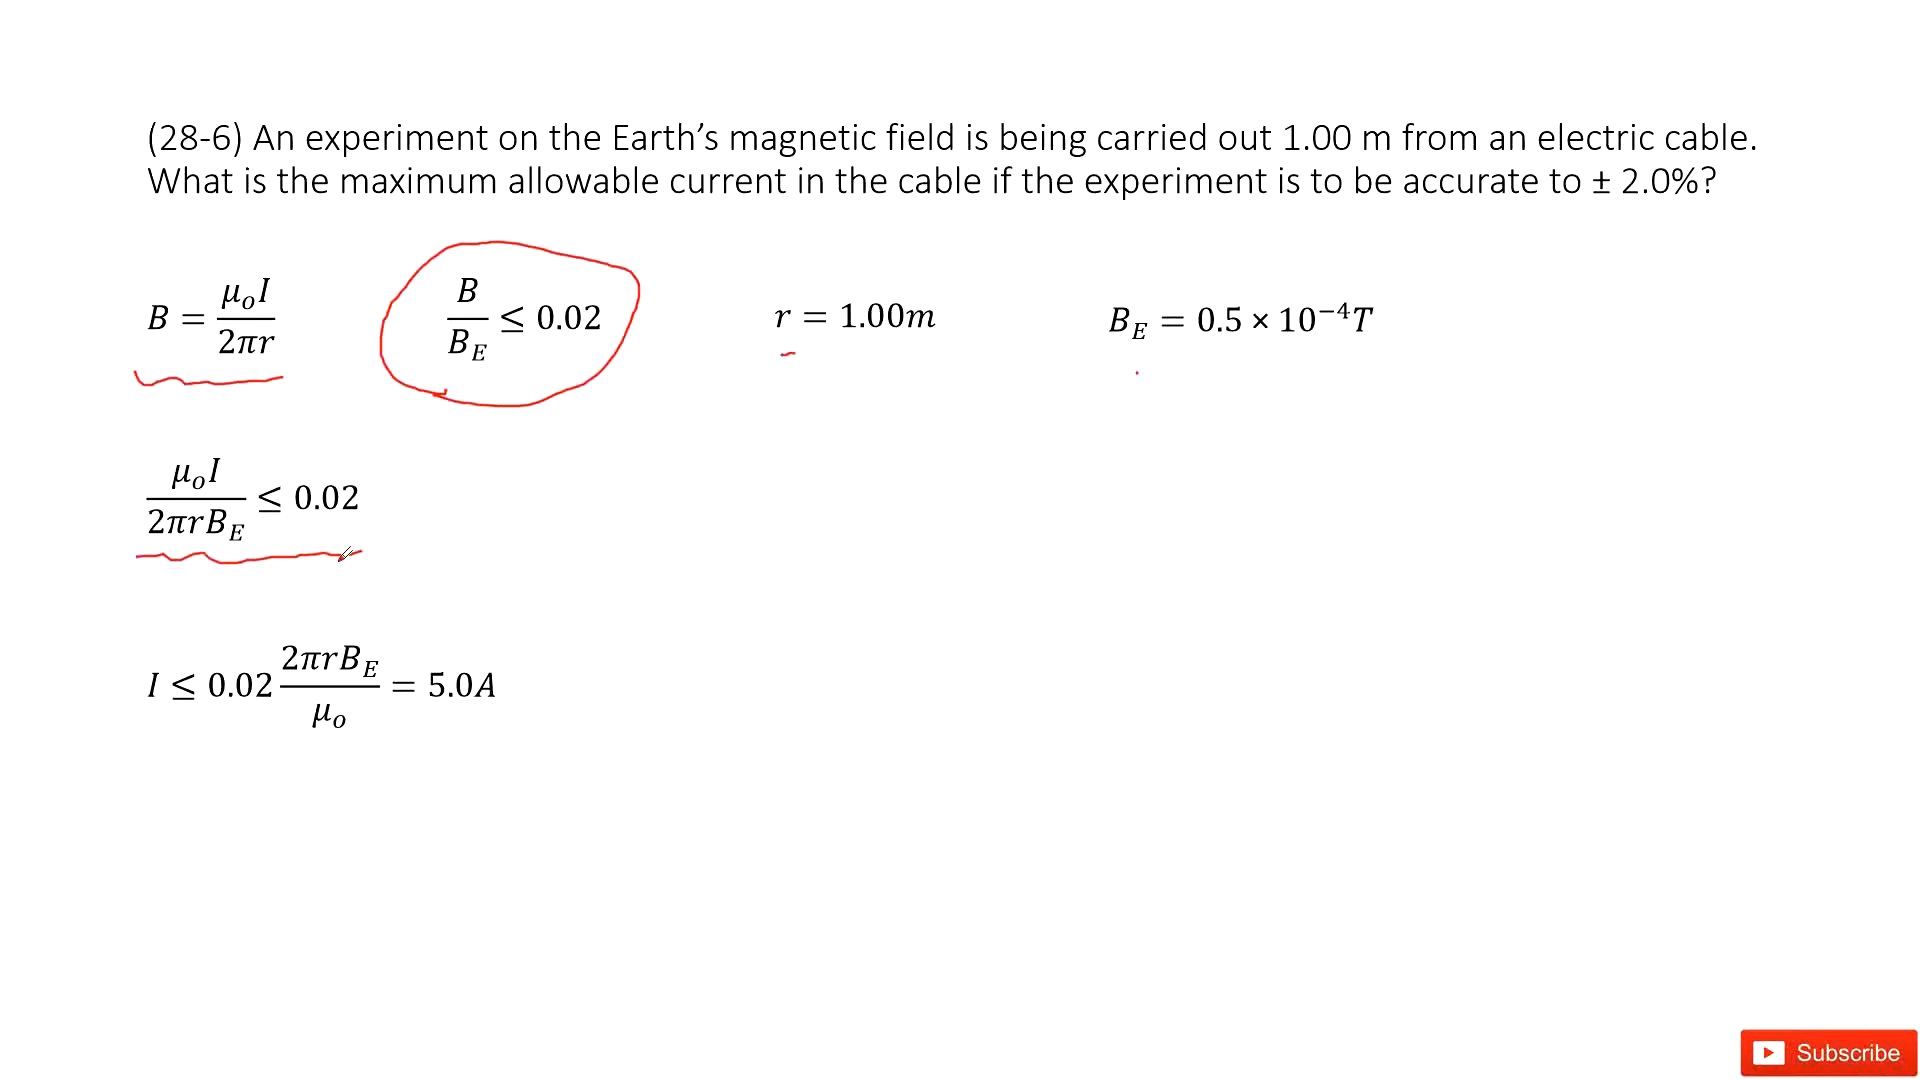 (28-6) An experiment on the Earth’s magnetic field is being carried out 1.00 m from an electric cable.
What is the maximum allowable current in the cable if the experiment is to be accurate to ± 2.0%?
B = μₒI / 2πr    B / B_E ≤ 0.02    r = 1.00m    B_E = 0.5 × 10⁻⁴T
μₒI / 2πrB_E ≤ 0.02
I ≤ 0.02 2πrB_E / μₒ = 5.0A
Subscribe